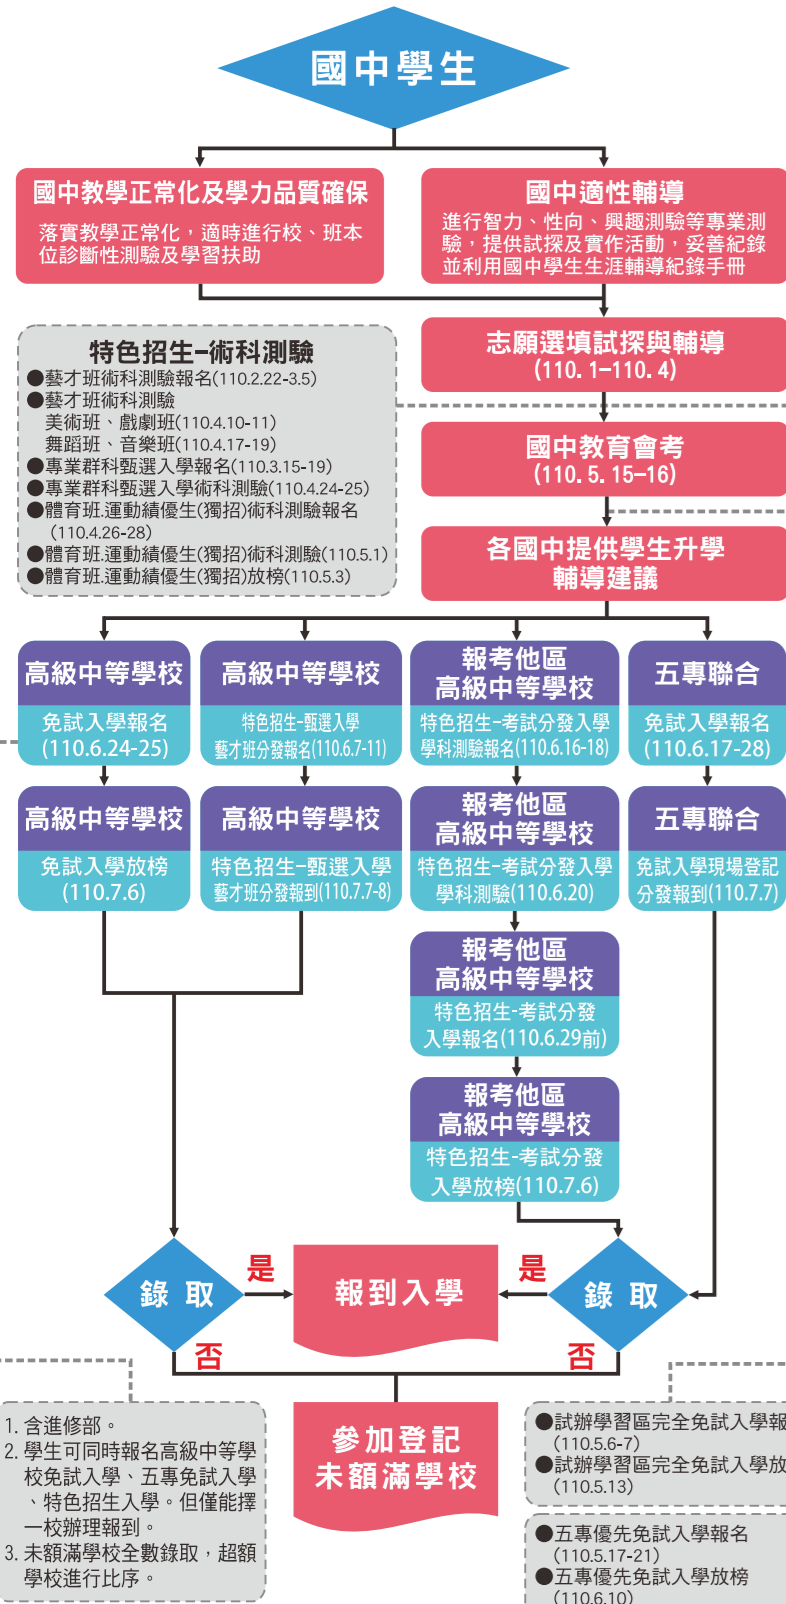 國中學生
國中教學正常化及學力品質確保
落實教學正常化，適時進行校、班本
位診斷性測驗及學習扶助
國中適性輔導
進行智力、性向、興趣測驗等專業測
驗，提供試探及實作活動，妥善紀錄
並利用國中學生生涯輔導紀錄手冊
特色招生–術科測驗
●藝才班術科測驗報名(110.2.22-3.5)
●藝才班術科測驗
美術班、戲劇班(110.4.10-11)
舞蹈班、音樂班(110.4.17-19)
●專業群科甄選入學報名(110.3.15-19)
●專業群科甄選入學術科測驗(110.4.24-25)
●體育班.運動績優生(獨招)術科測驗報名
(110.4.26-28)
●體育班.運動績優生(獨招)術科測驗(110.5.1)
●體育班.運動績優生(獨招)放榜(110.5.3)
志願選填試探與輔導
(110. 1–110. 4)
國中教育會考
(110. 5. 15–16)
各國中提供學生升學
輔導建議
高級中等學校
免試入學報名
(110.6.24-25)
高級中等學校
特色招生–甄選入學
藝才班分發報名(110.6.7-11)
報考他區
高級中等學校
特色招生–考試分發入學
學科測驗報名(110.6.16-18)
五專聯合
免試入學報名
(110.6.17-28)
高級中等學校
免試入學放榜
(110.7.6)
高級中等學校
特色招生–甄選入學
藝才班分發報到(110.7.7-8)
報考他區
高級中等學校
特色招生–考試分發入學
學科測驗(110.6.20)
五專聯合
免試入學現場登記
分發報到(110.7.7)
報考他區
高級中等學校
特色招生-考試分發
入學報名(110.6.29前)
報考他區
高級中等學校
特色招生-考試分發
入學放榜(110.7.6)
錄 取
是
報到入學
是
錄 取
否
否
參加登記
未額滿學校
1. 含進修部。
2. 學生可同時報名高級中等學
校免試入學、五專免試入學
、特色招生入學。但僅能擇
一校辦理報到。
3. 未額滿學校全數錄取，超額
學校進行比序。
●試辦學習區完全免試入學報
(110.5.6-7)
●試辦學習區完全免試入學放
(110.5.13)
●五專優先免試入學報名
(110.5.17-21)
●五專優先免試入學放榜
(110.6.10)